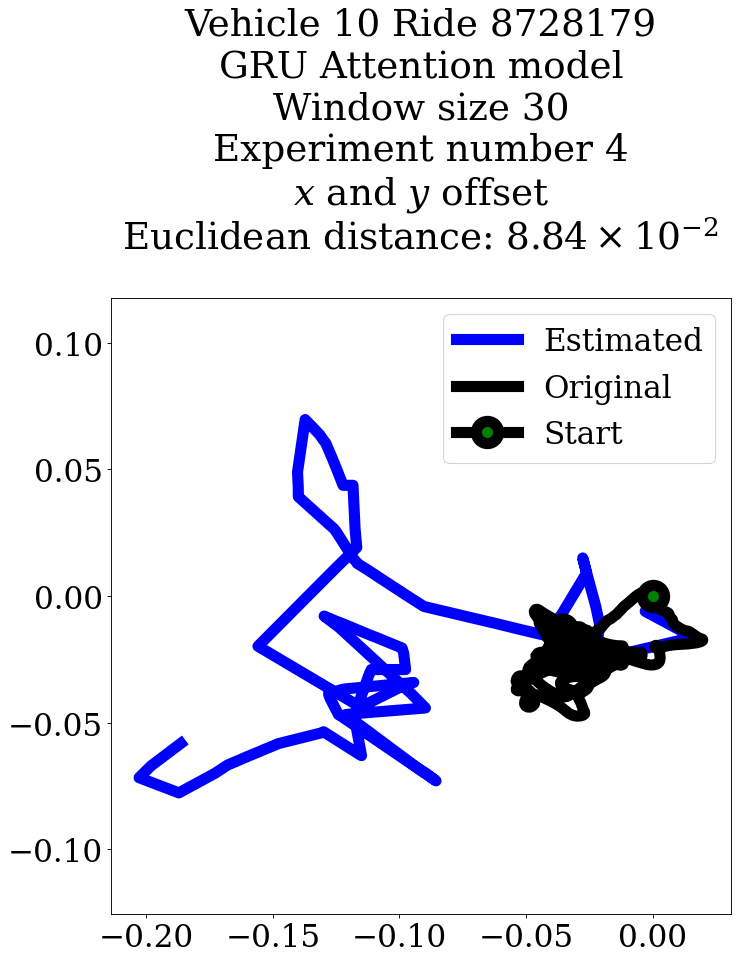 Vehicle 10 Ride 8728179
GRU Attention model
Window size 30
Experiment number 4
x and y offset
Euclidean distance: 8.84 × 10⁻²
Estimated
Original
Start
0.10
0.05
0.00
−0.05
−0.10
−0.20 −0.15 −0.10 −0.05 0.00